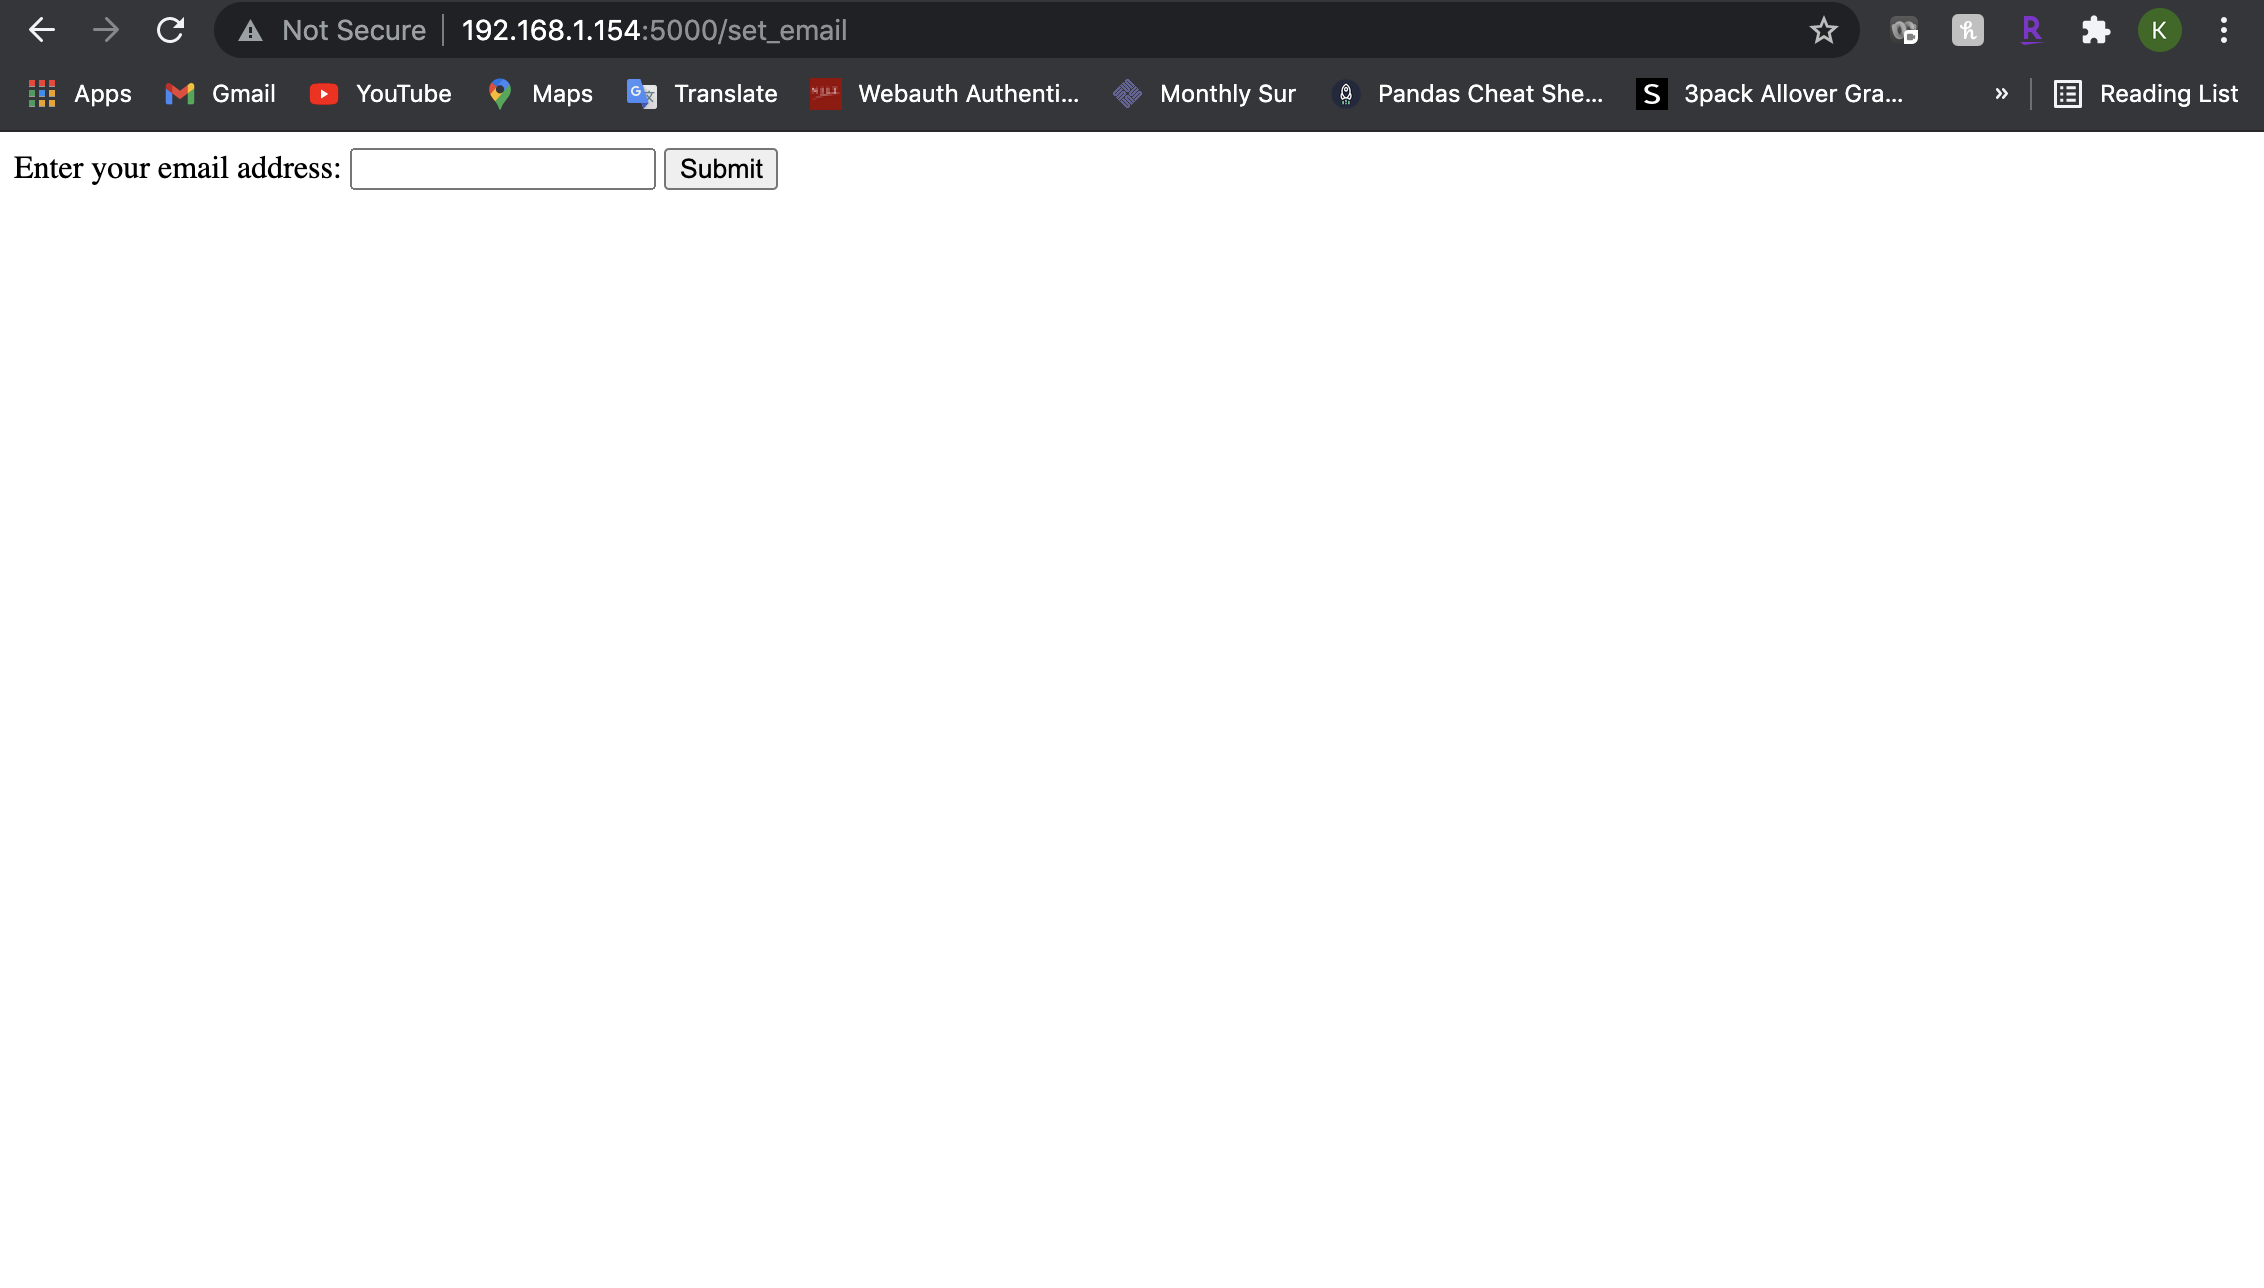 Not Secure 192.168.1.154:5000/set_email K
Apps Gmail YouTube Maps Translate Webauth Authenti... Monthly Sur Pandas Cheat She... S 3pack Allover Gra... » Reading List
Enter your email address: Submit